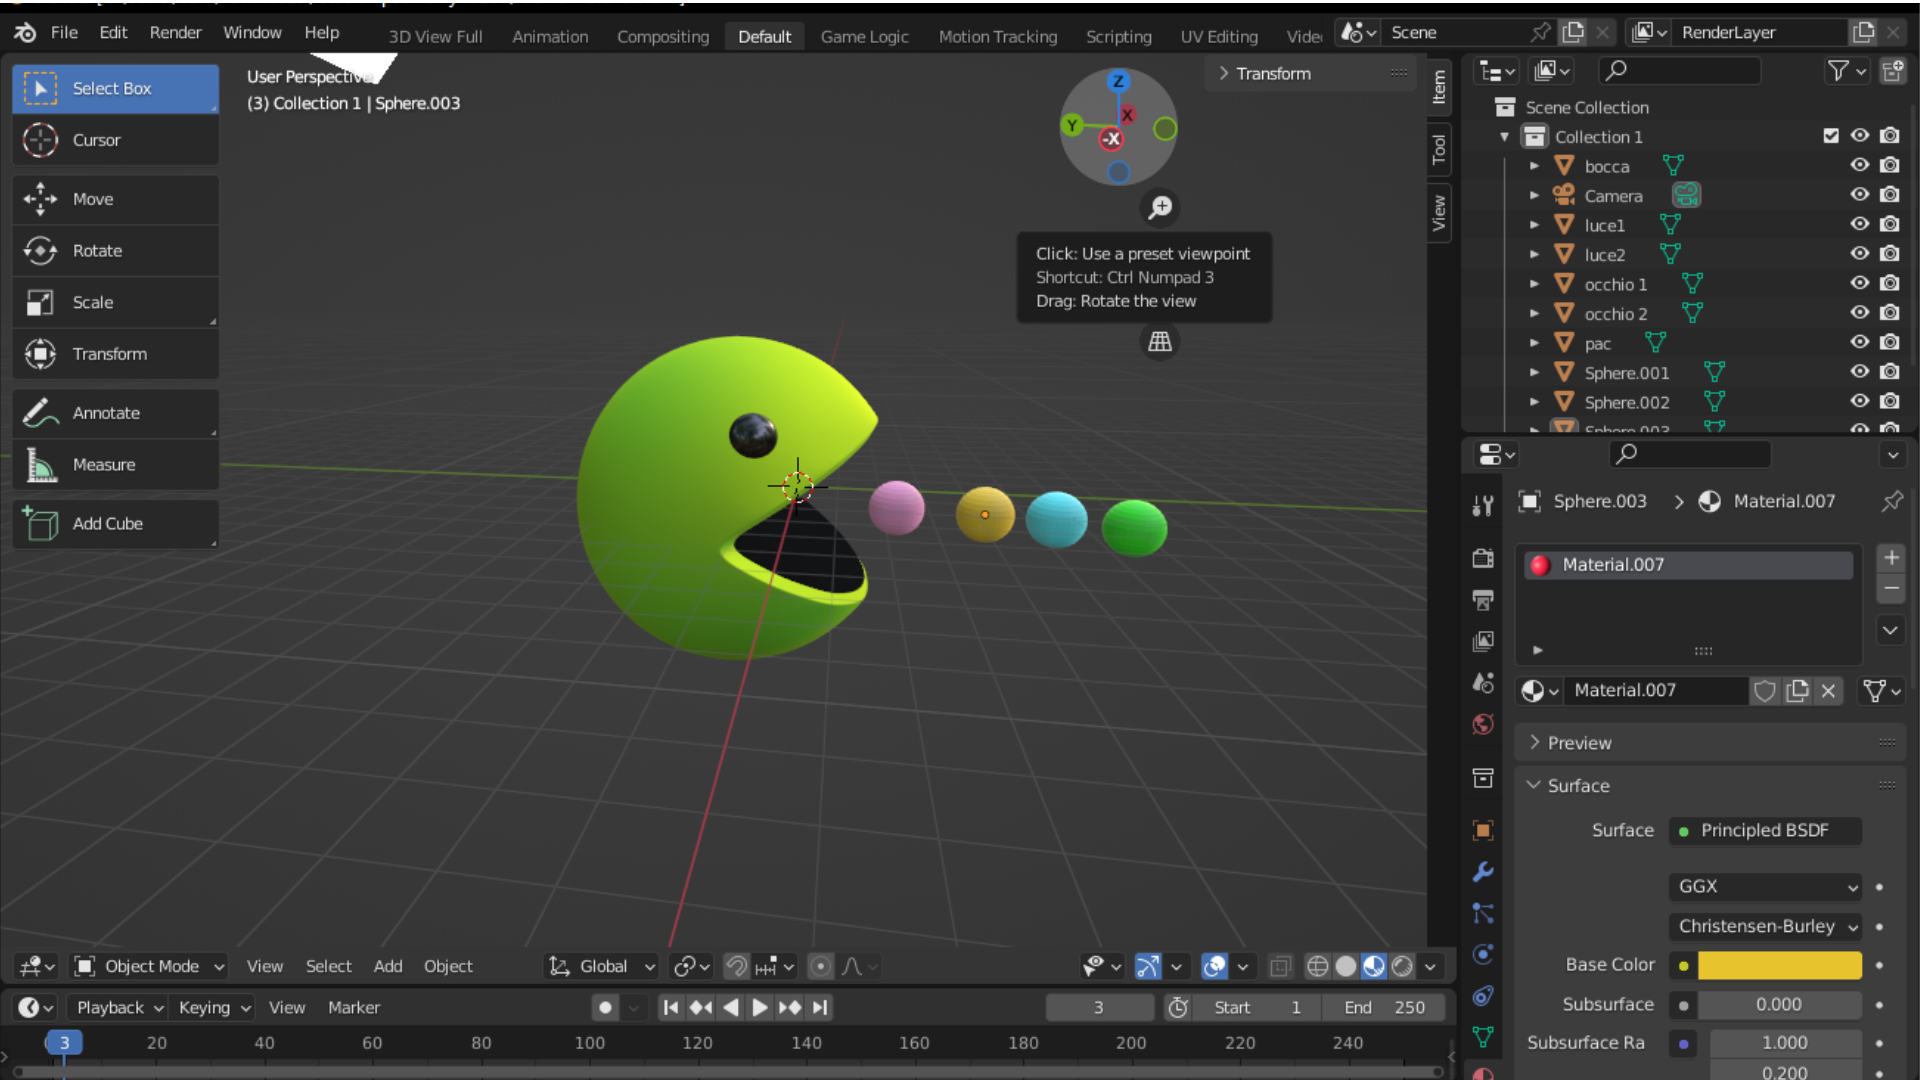 File Edit Render Window Help 3D View Full Animation Compositing Default Game Logic Motion Tracking Scripting UV Editing Scene RenderLayer
Select Box
Cursor
Move
Rotate
Scale
Transform
Annotate
Measure
Add Cube
User Perspective
(3) Collection 1 | Sphere.003
Z
Y
X
-X
Transform
Item
Tool
View
Click: Use a preset viewpoint
Shortcut: Ctrl Numpad 3
Drag: Rotate the view
Scene Collection
Collection 1
bocca
Camera
luce1
luce2
occhio 1
occhio 2
pac
Sphere.001
Sphere.002
Sphere.003
Sphere.003 Material.007
Material.007
Material.007
Preview
Surface
Surface Principled BSDF
GGX
Christensen-Burley
Base Color
Subsurface 0.000
Subsurface Ra 1.000
0.200
Object Mode View Select Add Object Global
Playback Keying View Marker 3 Start 1 End 250
3 20 40 60 80 100 120 140 160 180 200 220 240